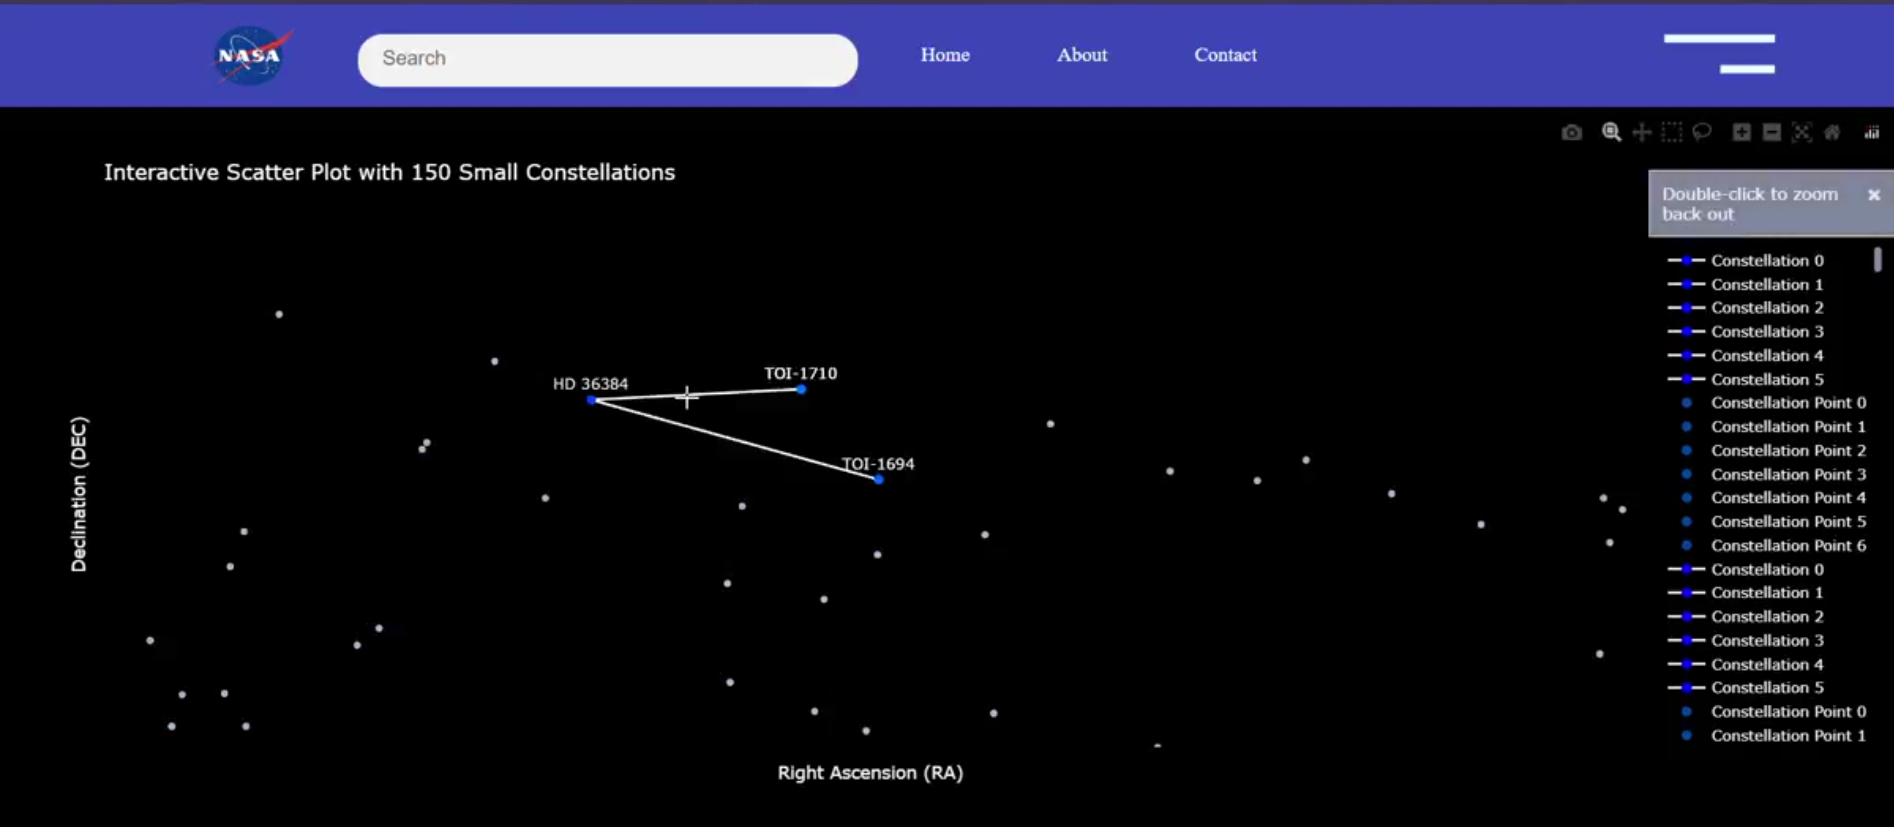 NASA
Search
Home
About
Contact
Interactive Scatter Plot with 150 Small Constellations
Double-click to zoom
back out
HD 36384
TOI-1710
TOI-1694
Declination (DEC)
Right Ascension (RA)
Constellation 0
Constellation 1
Constellation 2
Constellation 3
Constellation 4
Constellation 5
Constellation Point 0
Constellation Point 1
Constellation Point 2
Constellation Point 3
Constellation Point 4
Constellation Point 5
Constellation Point 6
Constellation 0
Constellation 1
Constellation 2
Constellation 3
Constellation 4
Constellation 5
Constellation Point 0
Constellation Point 1